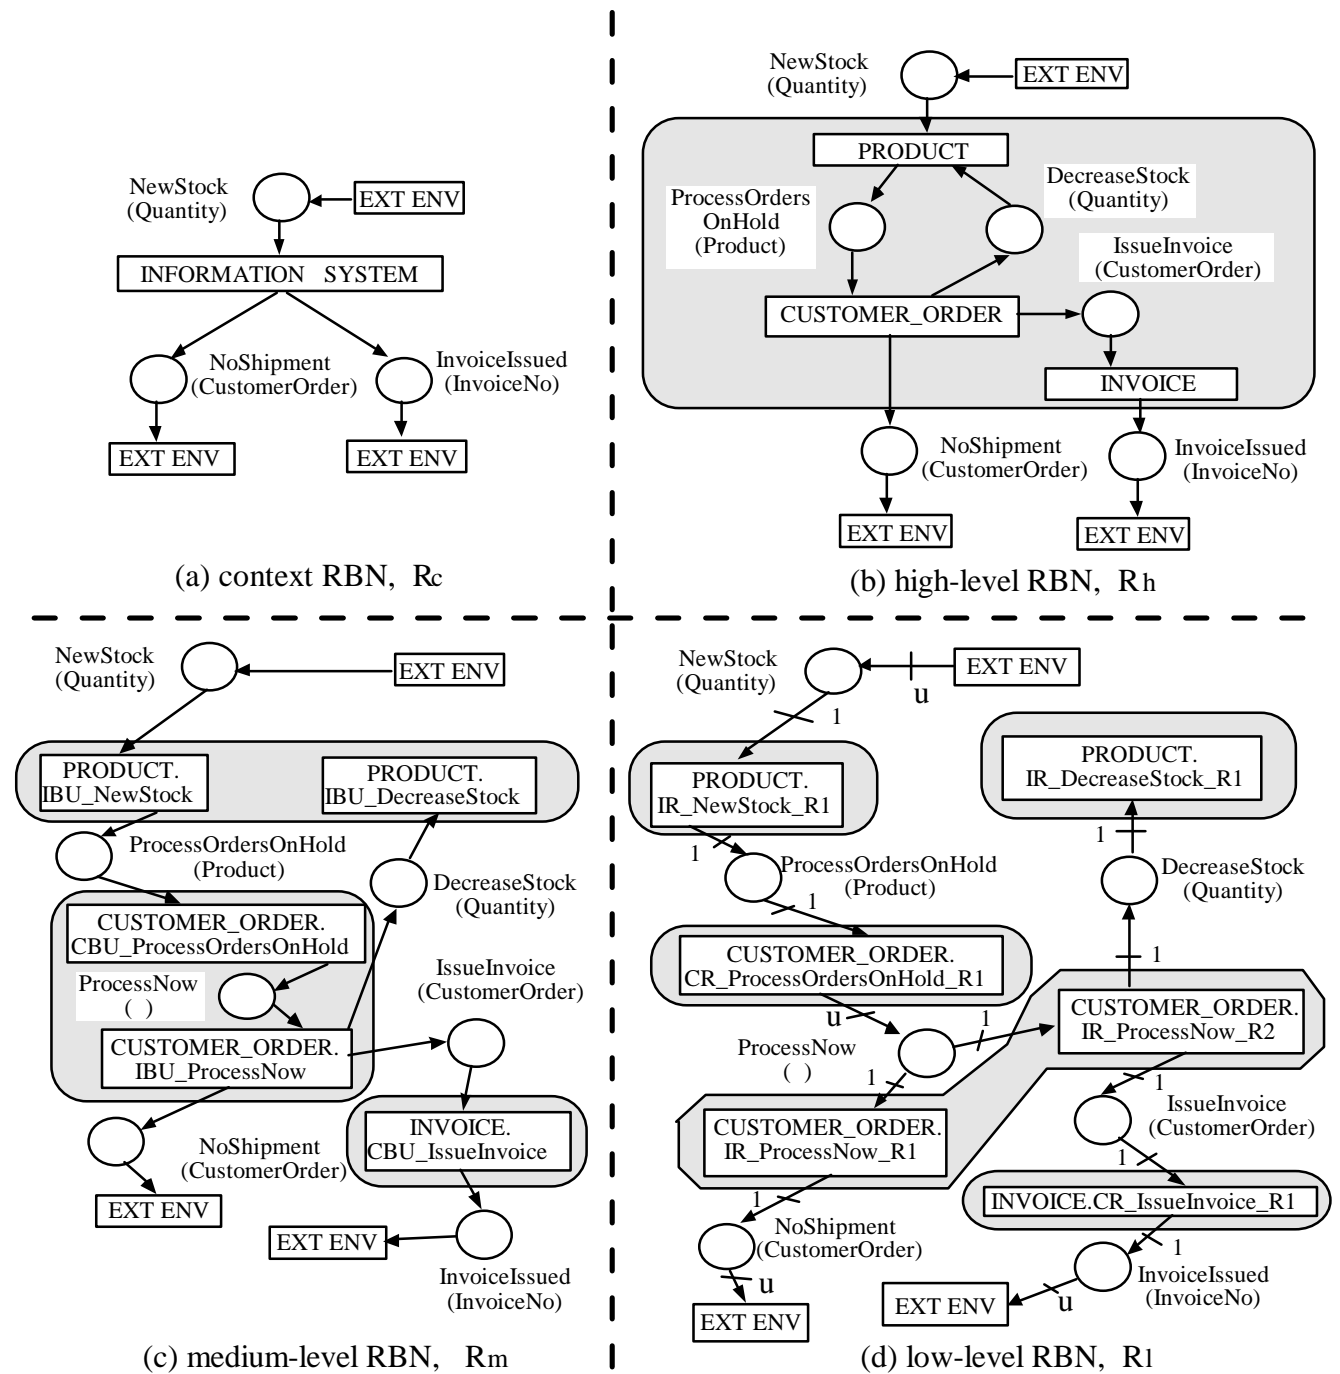 NewStock
(Quantity)
EXT ENV
INFORMATION SYSTEM
NoShipment
(CustomerOrder)
InvoiceIssued
(InvoiceNo)
EXT ENV
EXT ENV
(a) context RBN, Rc
NewStock
(Quantity)
EXT ENV
PRODUCT
ProcessOrders
OnHold
(Product)
DecreaseStock
(Quantity)
IssueInvoice
(CustomerOrder)
CUSTOMER_ORDER
INVOICE
NoShipment
(CustomerOrder)
InvoiceIssued
(InvoiceNo)
EXT ENV
EXT ENV
(b) high-level RBN, Rh
NewStock
(Quantity)
EXT ENV
PRODUCT.
IBU_NewStock
PRODUCT.
IBU_DecreaseStock
ProcessOrdersOnHold
(Product)
DecreaseStock
(Quantity)
CUSTOMER_ORDER.
CBU_ProcessOrdersOnHold
ProcessNow
( )
IssueInvoice
(CustomerOrder)
CUSTOMER_ORDER.
IBU_ProcessNow
NoShipment
(CustomerOrder)
INVOICE.
CBU_IssueInvoice
EXT ENV
EXT ENV
InvoiceIssued
(InvoiceNo)
(c) medium-level RBN, Rm
NewStock
(Quantity)
u
EXT ENV
1
PRODUCT.
IR_NewStock_R1
PRODUCT.
IR_DecreaseStock_R1
1
1
ProcessOrdersOnHold
(Product)
DecreaseStock
(Quantity)
1
CUSTOMER_ORDER.
CR_ProcessOrdersOnHold_R1
1
u
1
ProcessNow
( )
CUSTOMER_ORDER.
IR_ProcessNow_R2
1
1
CUSTOMER_ORDER.
IR_ProcessNow_R1
IssueInvoice
(CustomerOrder)
1
1
INVOICE.CR_IssueInvoice_R1
NoShipment
(CustomerOrder)
1
u
InvoiceIssued
(InvoiceNo)
u
EXT ENV
EXT ENV
(d) low-level RBN, Rl